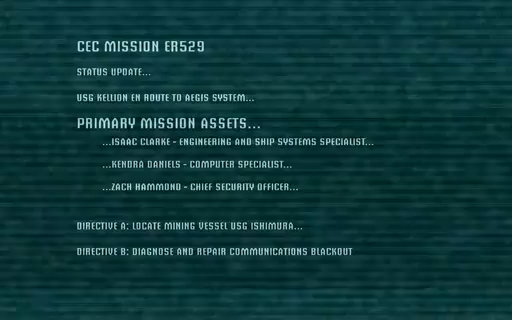 CEC MISSION ER529
STATUS UPDATE...
USG KELLION EN ROUTE TO AEGIS SYSTEM...
PRIMARY MISSION ASSETS...
...ISAAC CLARKE - ENGINEERING AND SHIP SYSTEMS SPECIALIST...
...KENDRA DANIELS - COMPUTER SPECIALIST...
...ZACH HAMMOND - CHIEF SECURITY OFFICER...
DIRECTIVE A: LOCATE MINING VESSEL USG ISHIMURA...
DIRECTIVE B: DIAGNOSE AND REPAIR COMMUNICATIONS BLACKOUT